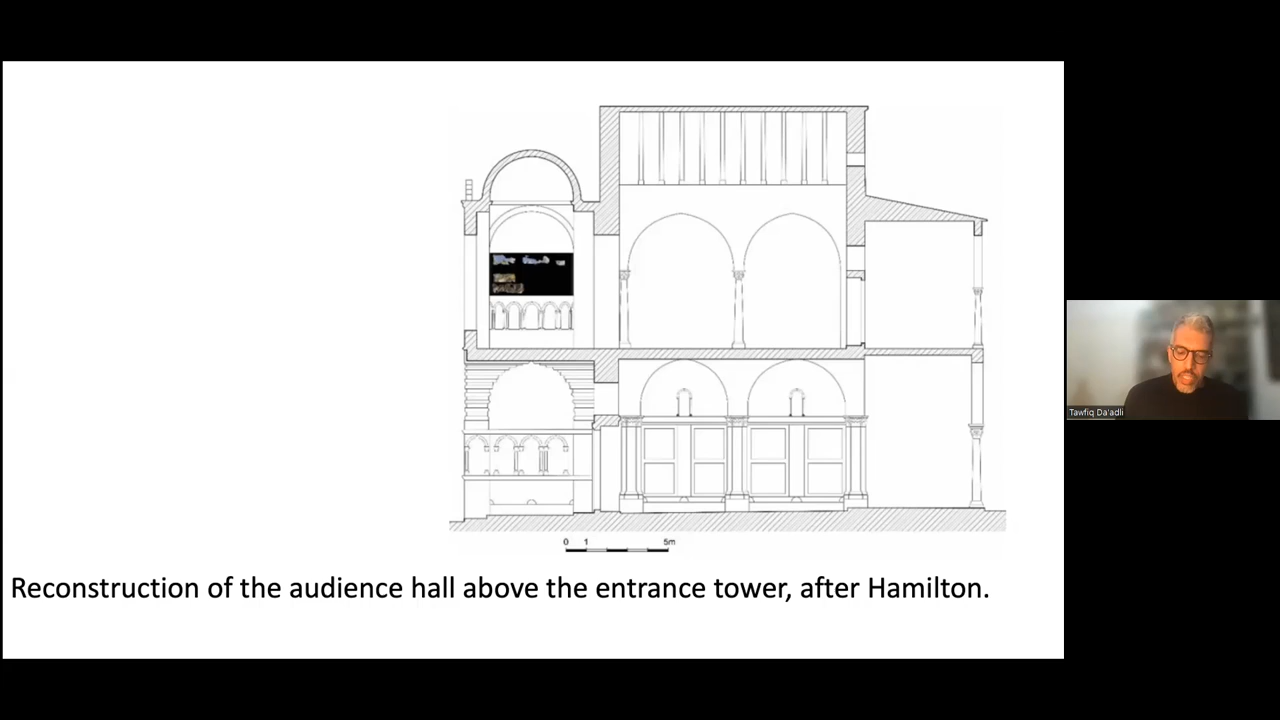 0 1 5m
Reconstruction of the audience hall above the entrance tower, after Hamilton.
Tawfiq Da'adli